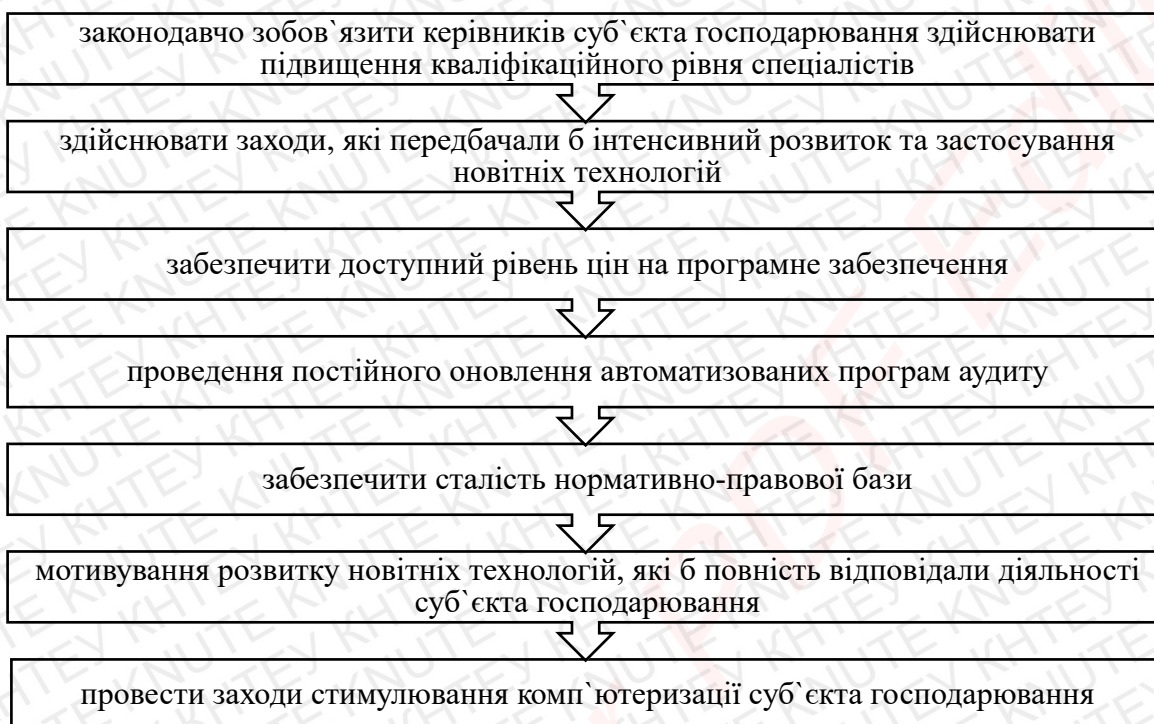 законодавчо зобов`язити керівників суб`єкта господарювання здійснювати
підвищення кваліфікаційного рівня спеціалістів
здійснювати заходи, які передбачали б інтенсивний розвиток та застосування
новітніх технологій
забезпечити доступний рівень цін на програмне забезпечення
проведення постійного оновлення автоматизованих програм аудиту
забезпечити сталість нормативно-правової бази
мотивування розвитку новітніх технологій, які б повність відповідали діяльності
суб`єкта господарювання
провести заходи стимулювання комп`ютеризації суб`єкта господарювання